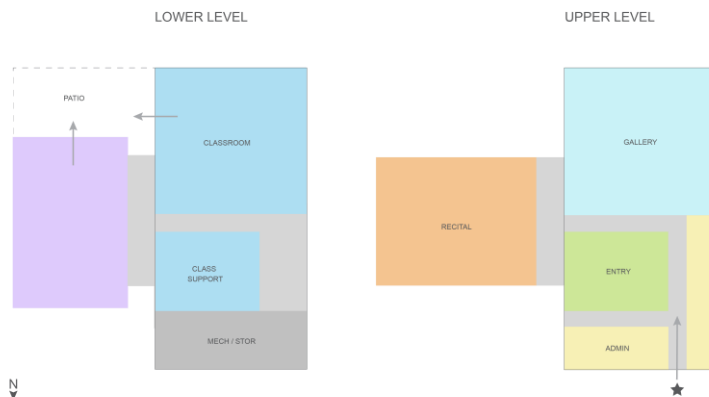 LOWER LEVEL
UPPER LEVEL
PATIO
CLASSROOM
GALLERY
RECITAL
CLASS
SUPPORT
ENTRY
MECH / STOR
ADMIN
N